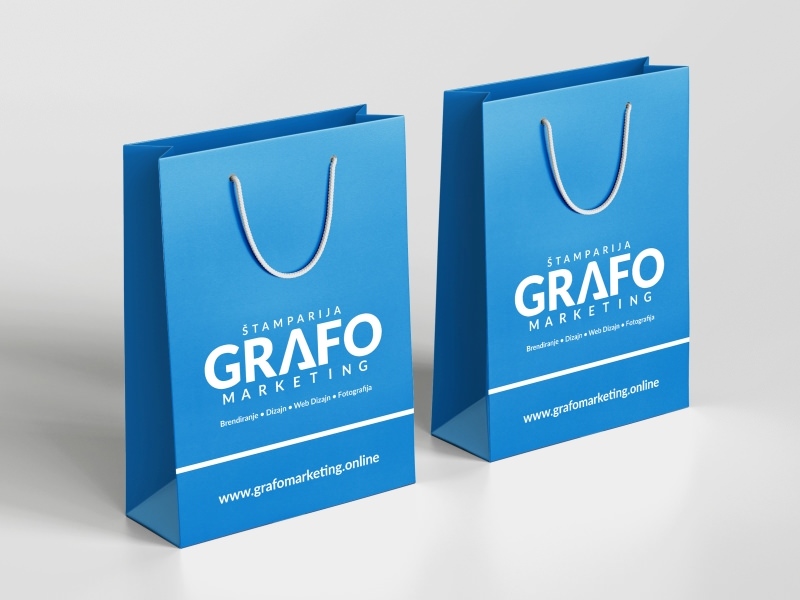 ŠTAMPARIJA
GRAFO
MARKETING
Brendiranje • Dizajn • Web Dizajn • Fotografija
www.grafomarketing.online
ŠTAMPARIJA
GRAFO
MARKETING
Brendiranje • Dizajn • Web Dizajn • Fotografija
www.grafomarketing.online